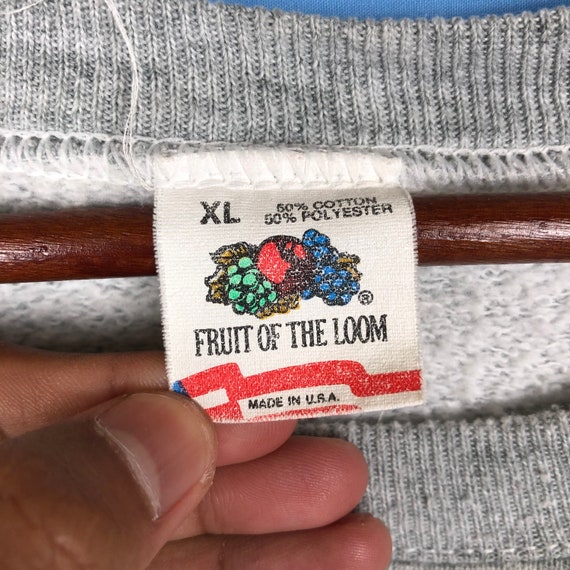 XL
50% COTTON
50% POLYESTER
®
FRUIT OF THE LOOM
MADE IN U.S.A.